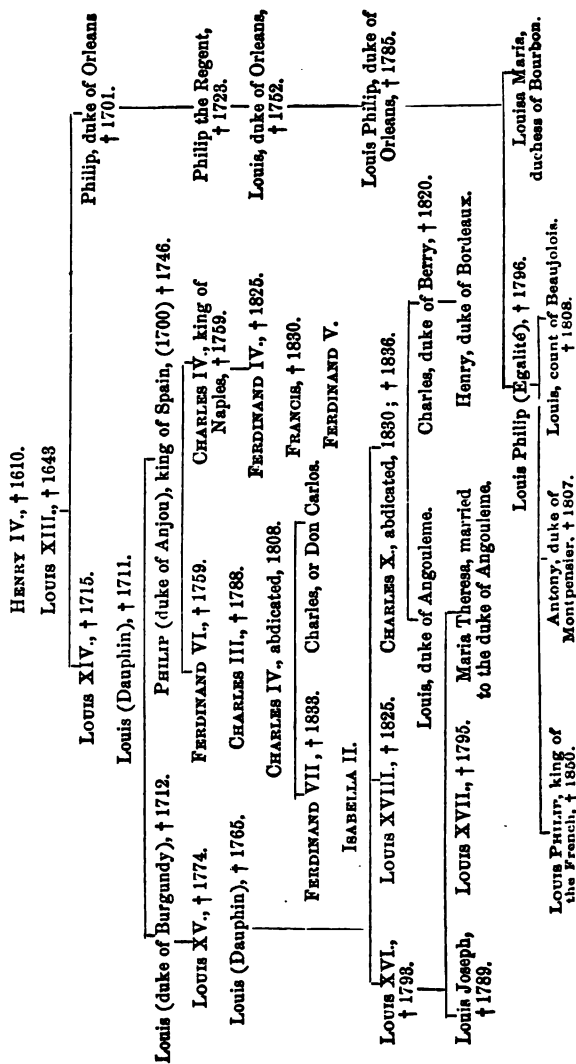 HENRY IV., † 1610.
LOUIS XIII., † 1643
LOUIS XIV., † 1715.
Philip, duke of Orleans
† 1701.
Louis (Dauphin), † 1711.
Louis (duke of Burgundy), † 1712.
PHILIP (duke of Anjou), king of Spain, (1700) † 1746.
Philip the Regent,
† 1723.
LOUIS XV., † 1774.
FERDINAND VI., † 1759.
CHARLES IV., king of
Naples, † 1759.
Louis, duke of Orleans,
† 1752.
Louis (Dauphin), † 1765.
CHARLES III., † 1788.
FERDINAND IV., † 1825.
CHARLES IV., abdicated, 1808.
FRANCIS, † 1830.
FERDINAND VII, † 1833.
Charles, or Don Carlos.
FERDINAND V.
ISABELLA II.
Louis Philip, duke of
Orleans, † 1785.
LOUIS XVI.,
† 1793.
LOUIS XVIII., † 1825.
CHARLES X., abdicated, 1830; † 1836.
Louis, duke of Angouleme.
Charles, duke of Berry, † 1820.
Louis Joseph,
† 1789.
LOUIS XVII., † 1795.
Maria Theresa, married
to the duke of Angouleme.
Henry, duke of Bordeaux.
Louis Philip (Egalité), † 1796.
Louisa Maria,
duchess of Bourbon.
LOUIS PHILIP, king of
the French, † 1850.
Antony, duke of
Montpensier, † 1807.
Louis, count of Beaujolois.
† 1808.